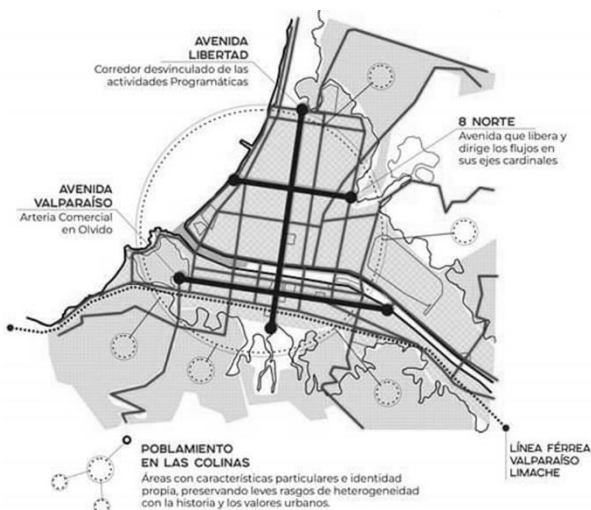 AVENIDA
LIBERTAD
Corredor desvinculado de las
actividades Programáticas
8 NORTE
Avenida que libera y
dirige los flujos en
sus ejes cardinales
AVENIDA
VALPARAÍSO
Arteria Comercial
en Olvido
POBLAMIENTO
EN LAS COLINAS
Áreas con características particulares e identidad
propia, preservando leves rasgos de heterogeneidad
con la historia y los valores urbanos.
LÍNEA FÉRREA
VALPARAÍSO
LIMACHE